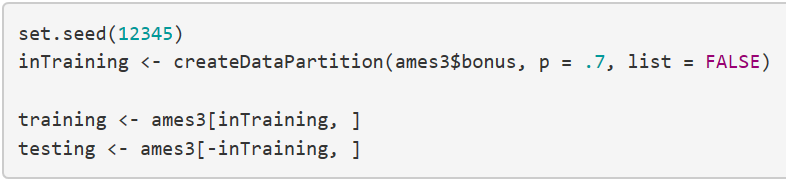 set.seed(12345)
inTraining <- createDataPartition(ames3$bonus, p = .7, list = FALSE)
training <- ames3[inTraining, ]
testing <- ames3[-inTraining, ]